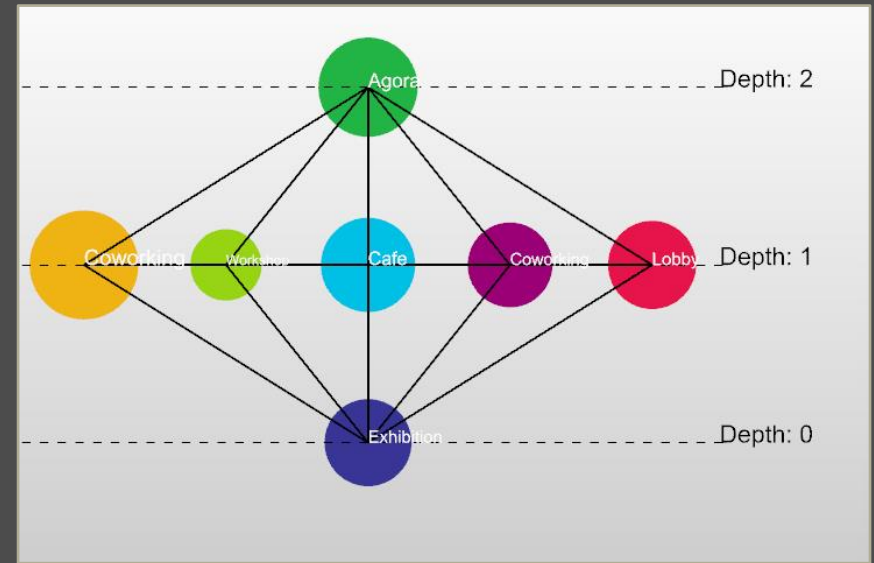 Agora
Depth: 2
Coworking
Workshop
Cafe
Coworking
Lobby
Depth: 1
Exhibition
Depth: 0